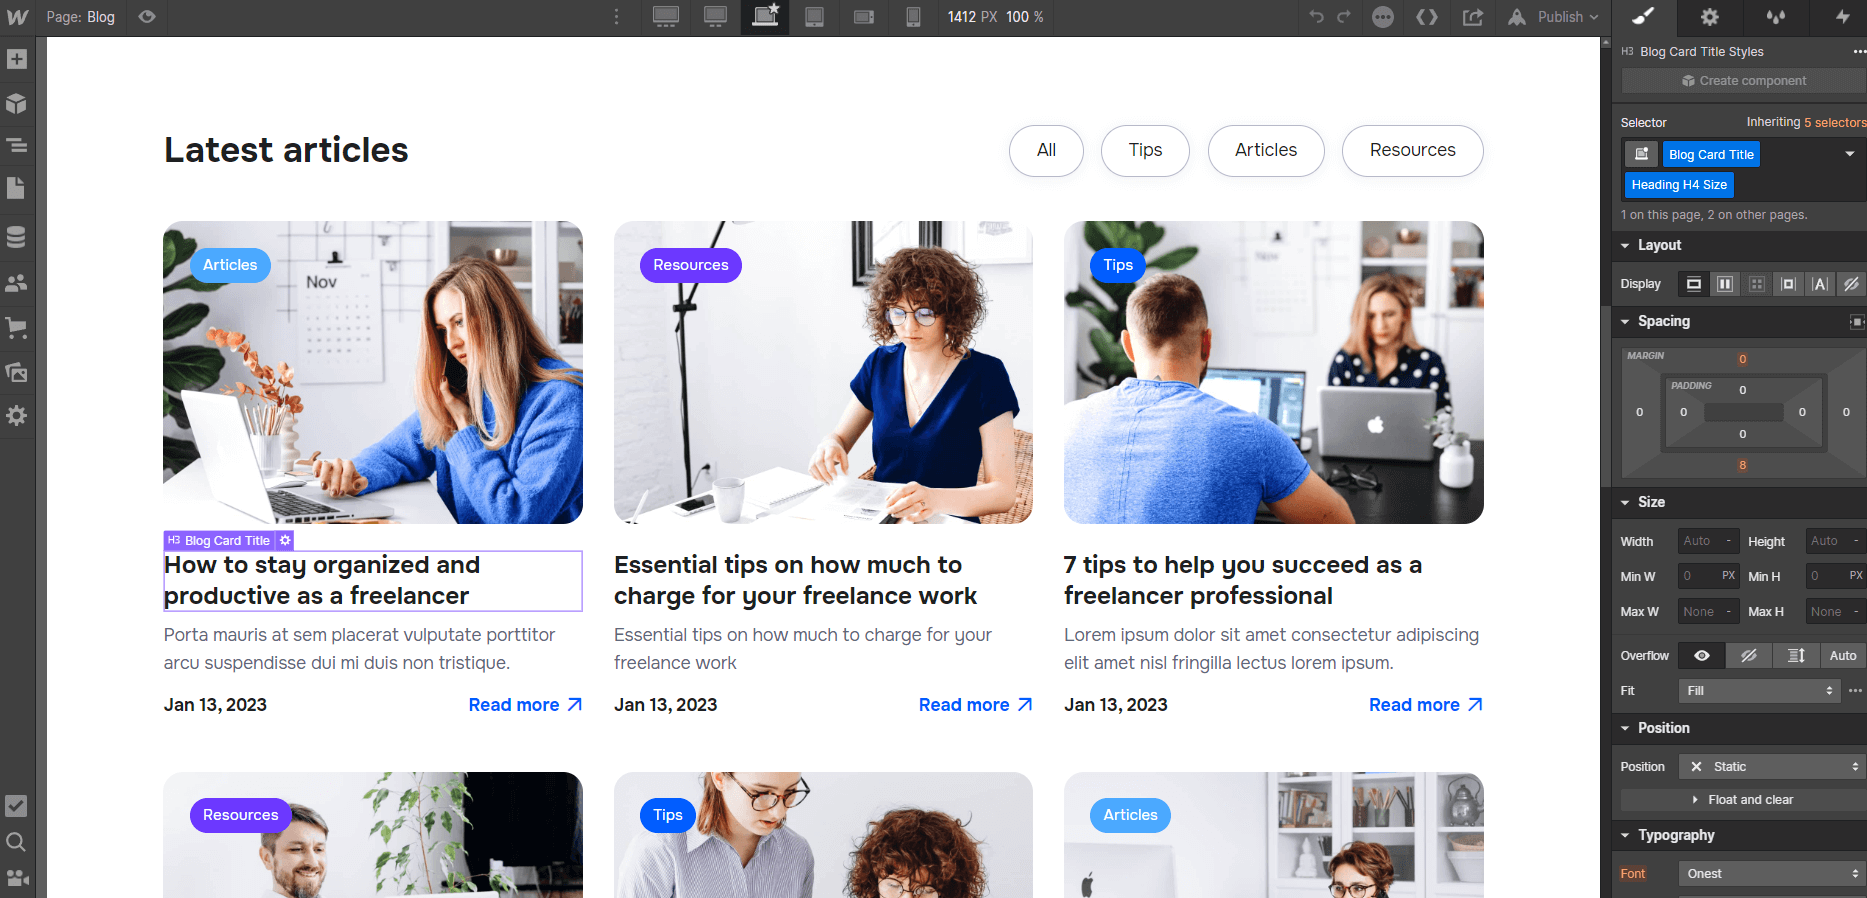 Page: Blog
1412 PX 100 %
Publish
H3 Blog Card Title Styles
Create component
Selector Inheriting 5 selectors
Blog Card Title
Heading H4 Size
1 on this page, 2 on other pages.
Layout
Display
Spacing
MARGIN
0
PADDING
0
0 0 0 0
0
8
Size
Width Auto - Height Auto -
Min W 0 PX Min H 0 PX
Max W None - Max H None -
Overflow Auto
Fit Fill
Position
Position Static
Float and clear
Typography
Font Onest
Latest articles
All Tips Articles Resources
Articles
Nov
Resources
Tips
Nov
H3 Blog Card Title
How to stay organized and
productive as a freelancer
Porta mauris at sem placerat vulputate porttitor
arcu suspendisse dui mi duis non tristique.
Jan 13, 2023 Read more
Essential tips on how much to
charge for your freelance work
Essential tips on how much to charge for your
freelance work
Jan 13, 2023 Read more
7 tips to help you succeed as a
freelancer professional
Lorem ipsum dolor sit amet consectetur adipiscing
elit amet nisl fringilla lectus lorem ipsum.
Jan 13, 2023 Read more
Resources
Tips
Articles